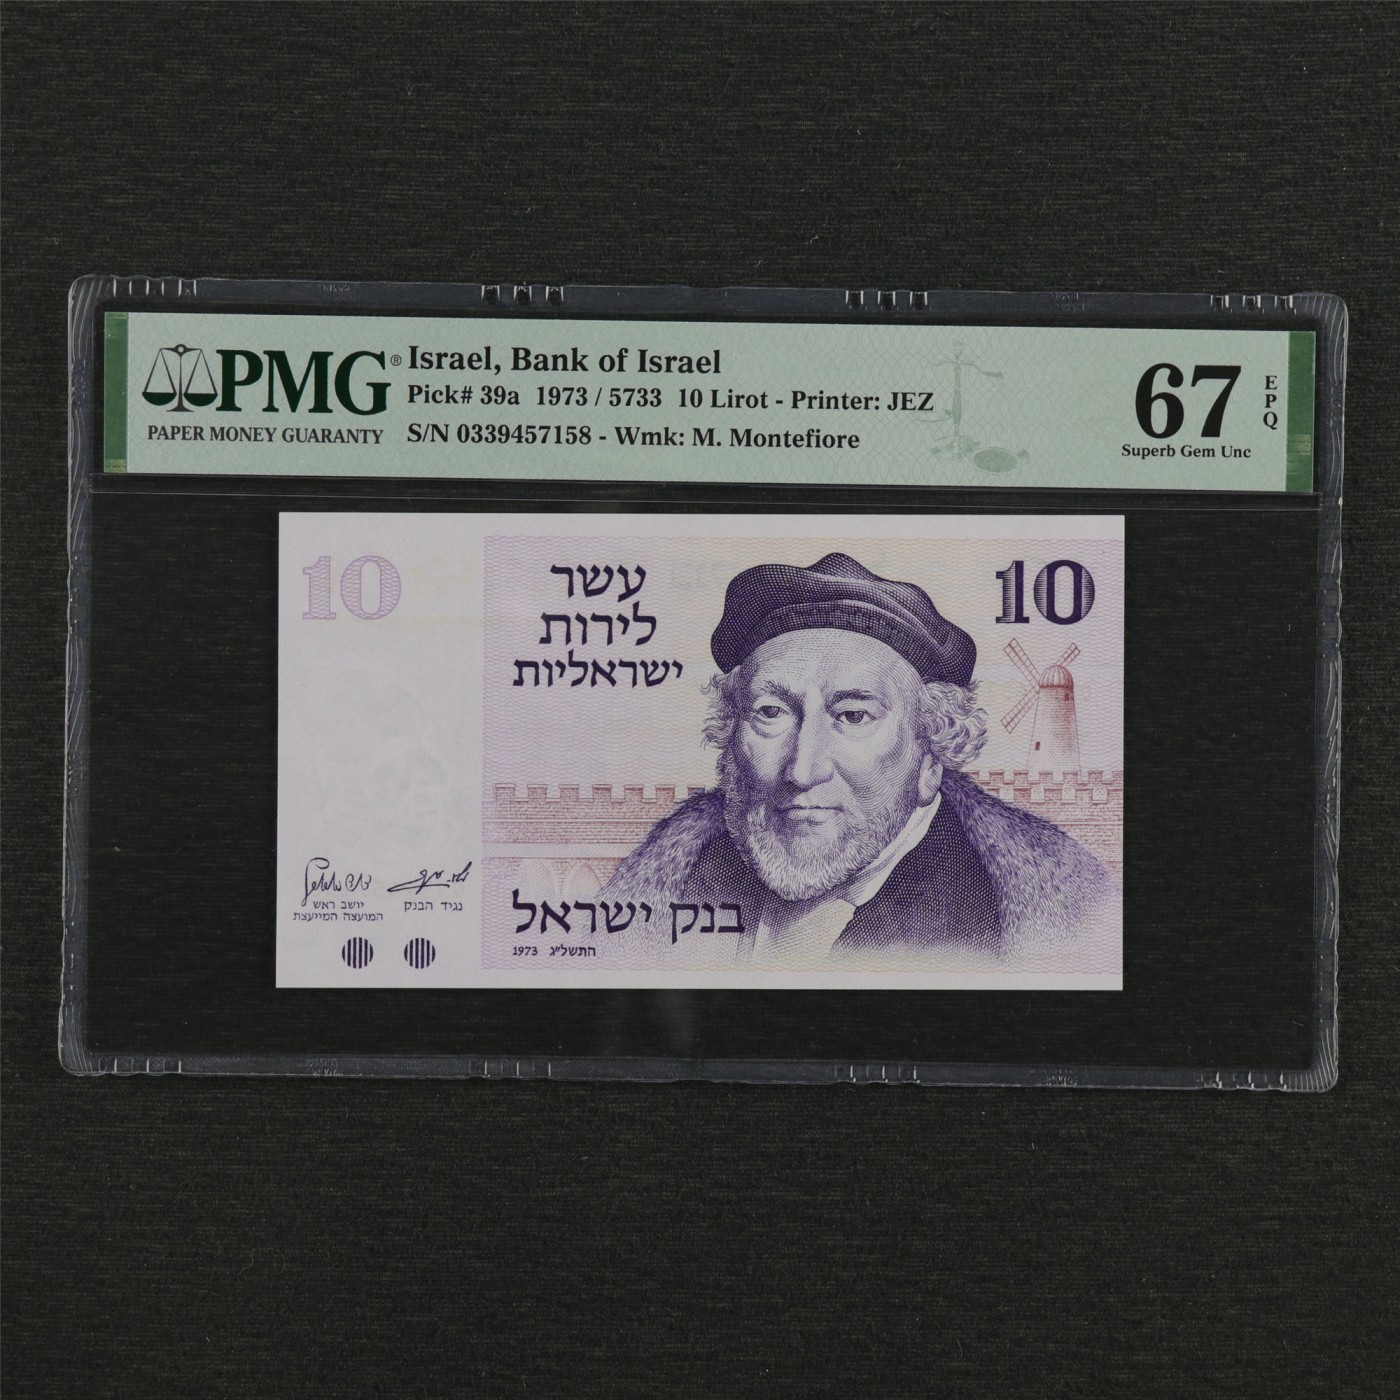 PMG®
PAPER MONEY GUARANTY
Israel, Bank of Israel
Pick# 39a 1973 / 5733 10 Lirot - Printer: JEZ
S/N 0339457158 - Wmk: M. Montefiore
67
EPQ
Superb Gem Unc
10
עשר
לירות
ישראליות
10
יושב ראש
המועצה המייעצת
נגיד הבנק
בנק ישראל
1973 התשל״ג